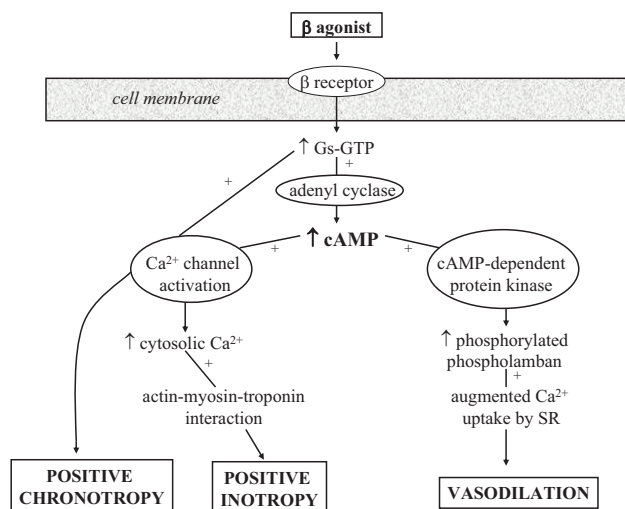 β agonist
β receptor
cell membrane
↑ Gs-GTP
+
+
adenyl cyclase
↑ cAMP
+
+
Ca²⁺ channel
activation
cAMP-dependent
protein kinase
↑ cytosolic Ca²⁺
+
↑ phosphorylated
phospholamban
+
actin-myosin-troponin
interaction
augmented Ca²⁺
uptake by SR
POSITIVE
CHRONOTROPY
POSITIVE
INOTROPY
VASODILATION